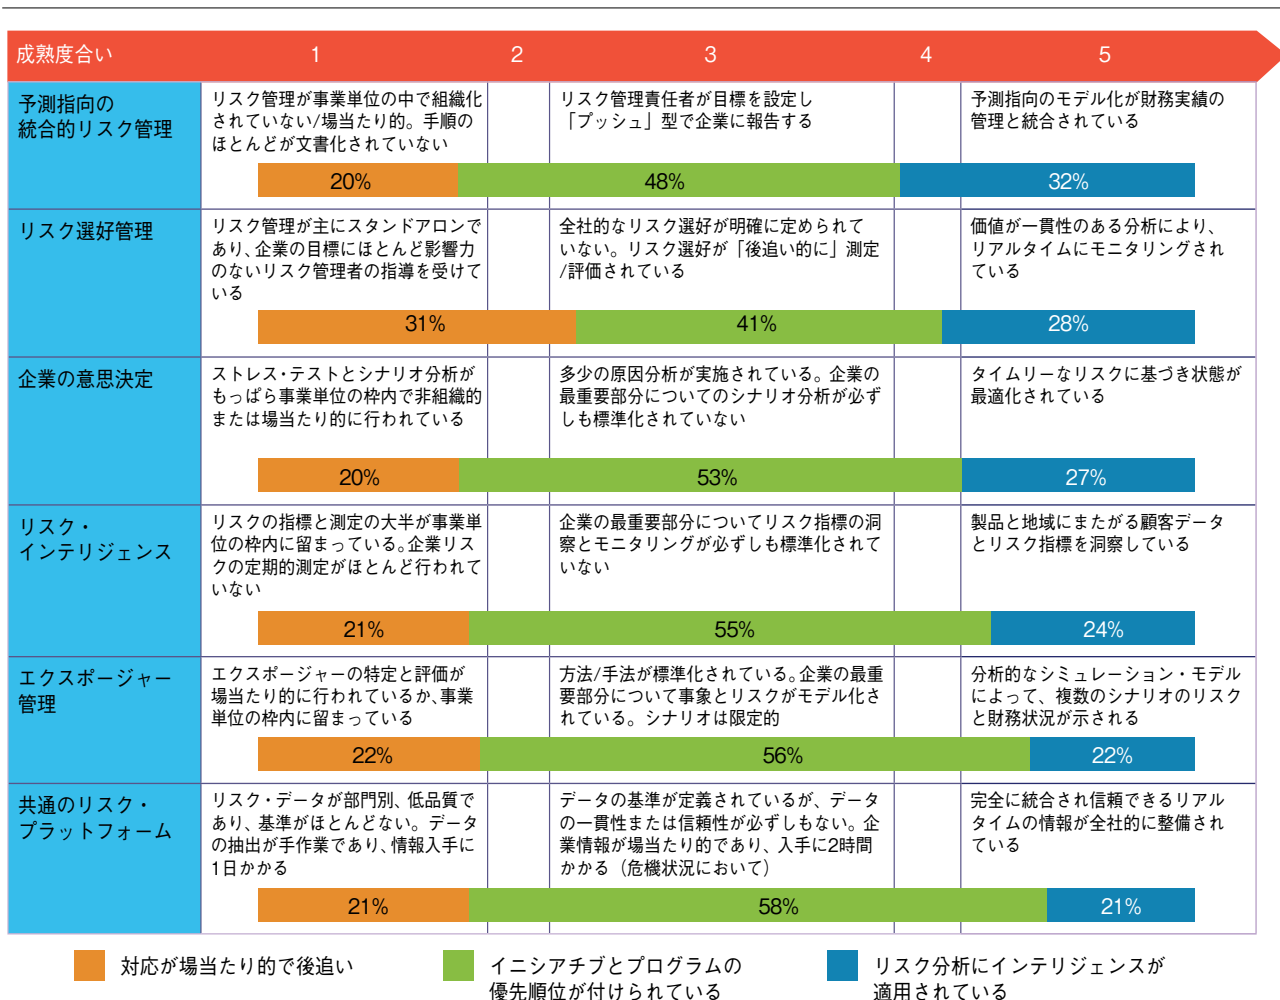 成熟度合い 1 2 3 4 5
予測指向の
統合的リスク管理
リスク管理が事業単位の中で組織化
されていない/場当たり的。手順の
ほとんどが文書化されていない
リスク管理責任者が目標を設定し
「プッシュ」型で企業に報告する
予測指向のモデル化が財務実績の
管理と統合されている
20% 48% 32%
リスク選好管理
リスク管理が主にスタンドアロンで
あり、企業の目標にほとんど影響力
のないリスク管理者の指導を受けて
いる
全社的なリスク選好が明確に定められて
いない。リスク選好が「後追い的に」測定
/評価されている
価値が一貫性のある分析により、
リアルタイムにモニタリングされ
ている
31% 41% 28%
企業の意思決定
ストレス・テストとシナリオ分析が
もっぱら事業単位の枠内で非組織的
または場当たり的に行われている
多少の原因分析が実施されている。企業の
最重要部分についてのシナリオ分析が必ず
しも標準化されていない
タイムリーなリスクに基づき状態が
最適化されている
20% 53% 27%
リスク・
インテリジェンス
リスクの指標と測定の大半が事業単
位の枠内に留まっている。企業リス
クの定期的測定がほとんど行われて
いない
企業の最重要部分についてリスク指標の洞
察とモニタリングが必ずしも標準化されて
いない
製品と地域にまたがる顧客データ
とリスク指標を洞察している
21% 55% 24%
エクスポージャー
管理
エクスポージャーの特定と評価が
場当たり的に行われているか、事業
単位の枠内に留まっている
方法/手法が標準化されている。企業の最重
要部分について事象とリスクがモデル化さ
れている。シナリオは限定的
分析的なシミュレーション・モデル
によって、複数のシナリオのリスク
と財務状況が示される
22% 56% 22%
共通のリスク・
プラットフォーム
リスク・データが部門別、低品質で
あり、基準がほとんどない。データ
の抽出が手作業であり、情報入手に
1日かかる
データの基準が定義されているが、データ
の一貫性または信頼性が必ずしもない。企
業情報が場当たり的であり、入手に2時間
かかる（危機状況において）
完全に統合され信頼できるリアル
タイムの情報が全社的に整備され
ている
21% 58% 21%
対応が場当たり的で後追い
イニシアチブとプログラムの
優先順位が付けられている
リスク分析にインテリジェンスが
適用されている